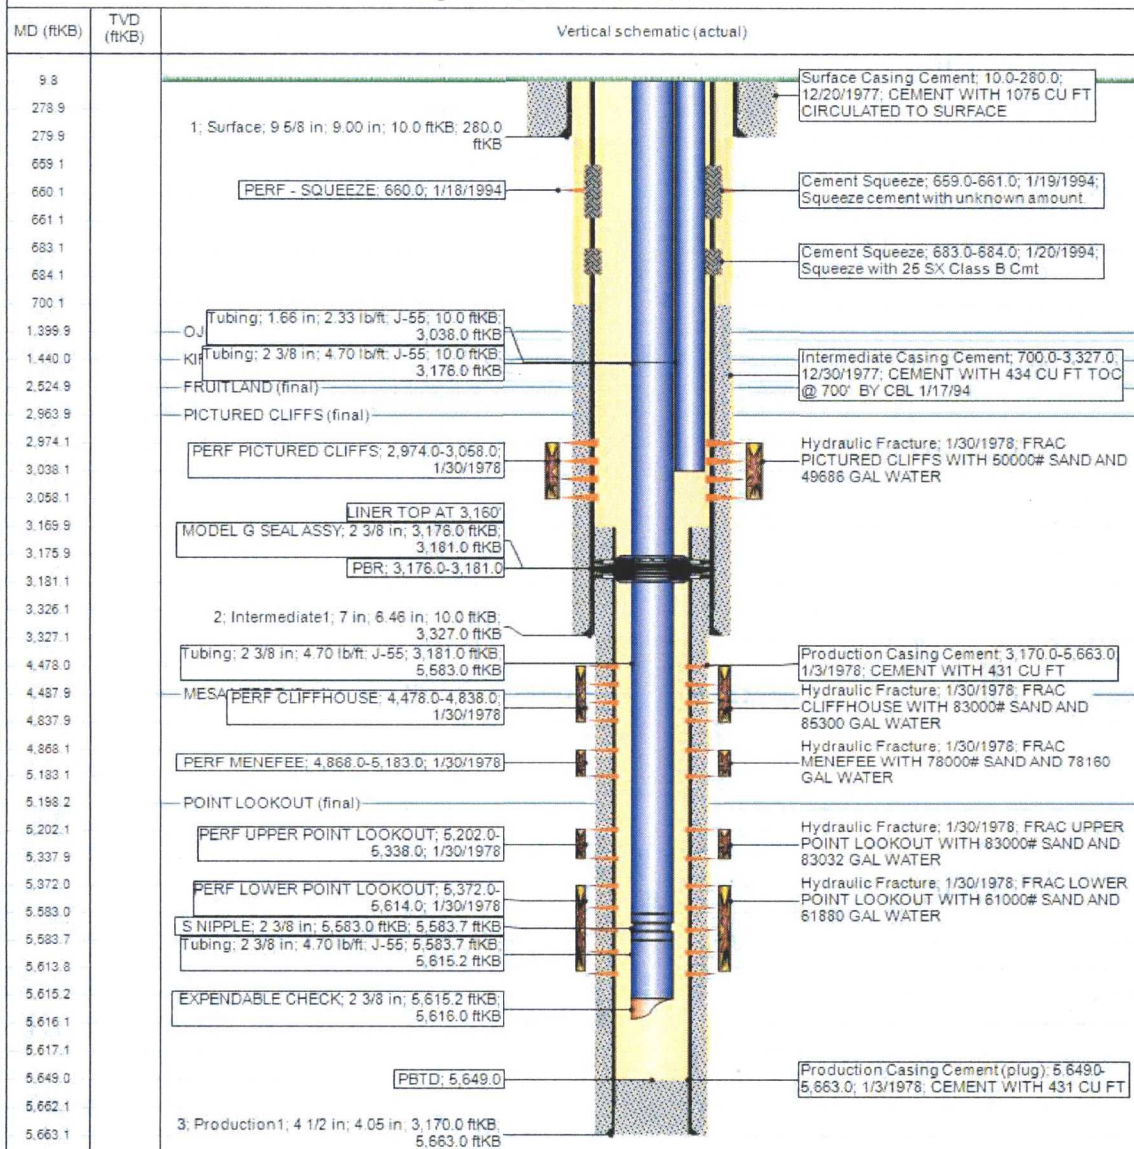 MD (ftKB)
TVD
(ftKB)
Vertical schematic (actual)
9.8
278.9
279.9
659.1
660.1
661.1
683.1
684.1
700.1
1,399.9
1,440.0
2,524.9
2,963.9
2,974.1
3,038.1
3,058.1
3,169.9
3,175.9
3,181.1
3,326.1
3,327.1
4,478.0
4,487.9
4,837.9
4,868.1
5,183.1
5,198.2
5,202.1
5,337.9
5,372.0
5,583.0
5,583.7
5,613.8
5,615.2
5,616.1
5,617.1
5,649.0
5,662.1
5,663.1
Surface Casing Cement; 10.0-280.0;
12/20/1977; CEMENT WITH 1075 CU FT
CIRCULATED TO SURFACE
1; Surface; 9 5/8 in; 9.00 in; 10.0 ftKB; 280.0
ftKB
PERF - SQUEEZE; 660.0; 1/18/1994
Cement Squeeze; 659.0-661.0; 1/19/1994;
Squeeze cement with unknown amount.
Cement Squeeze; 683.0-684.0; 1/20/1994;
Squeeze with 25 SX Class B Cmt
Tubing; 1.66 in; 2.33 lb/ft; J-55; 10.0 ftKB;
3,038.0 ftKB
OJ
Tubing; 2 3/8 in; 4.70 lb/ft; J-55; 10.0 ftKB;
3,176.0 ftKB
Intermediate Casing Cement; 700.0-3,327.0;
12/30/1977; CEMENT WITH 434 CU FT TOC
@ 700' BY CBL 1/17/94
FRUITLAND (final)
PICTURED CLIFFS (final)
PERF PICTURED CLIFFS; 2,974.0-3,058.0;
1/30/1978
Hydraulic Fracture; 1/30/1978; FRAC
PICTURED CLIFFS WITH 50000# SAND AND
49686 GAL WATER
LINER TOP AT 3,160'
MODEL G SEAL ASSY; 2 3/8 in; 3,176.0 ftKB;
3,181.0 ftKB
PBR; 3,176.0-3,181.0
2; Intermediate1; 7 in; 6.46 in; 10.0 ftKB;
3,327.0 ftKB
Tubing; 2 3/8 in; 4.70 lb/ft; J-55; 3,181.0 ftKB;
5,583.0 ftKB
Production Casing Cement; 3,170.0-5,663.0;
1/3/1978; CEMENT WITH 431 CU FT
MESA
PERF CLIFFHOUSE; 4,478.0-4,838.0;
1/30/1978
Hydraulic Fracture; 1/30/1978; FRAC
CLIFFHOUSE WITH 83000# SAND AND
85300 GAL WATER
PERF MENEFEE; 4,868.0-5,183.0; 1/30/1978
Hydraulic Fracture; 1/30/1978; FRAC
MENEFEE WITH 78000# SAND AND 78160
GAL WATER
POINT LOOKOUT (final)
PERF UPPER POINT LOOKOUT; 5,202.0-
5,338.0; 1/30/1978
Hydraulic Fracture; 1/30/1978; FRAC UPPER
POINT LOOKOUT WITH 83000# SAND AND
83032 GAL WATER
PERF LOWER POINT LOOKOUT; 5,372.0-
5,614.0; 1/30/1978
Hydraulic Fracture; 1/30/1978; FRAC LOWER
POINT LOOKOUT WITH 61000# SAND AND
61880 GAL WATER
S NIPPLE; 2 3/8 in; 5,583.0 ftKB; 5,583.7 ftKB
Tubing; 2 3/8 in; 4.70 lb/ft; J-55; 5,583.7 ftKB;
5,615.2 ftKB
EXPENDABLE CHECK; 2 3/8 in; 5,615.2 ftKB;
5,616.0 ftKB
PBTD; 5,649.0
Production Casing Cement (plug); 5,649.0-
5,663.0; 1/3/1978; CEMENT WITH 431 CU FT
3; Production1; 4 1/2 in; 4.05 in; 3,170.0 ftKB;
5,663.0 ftKB